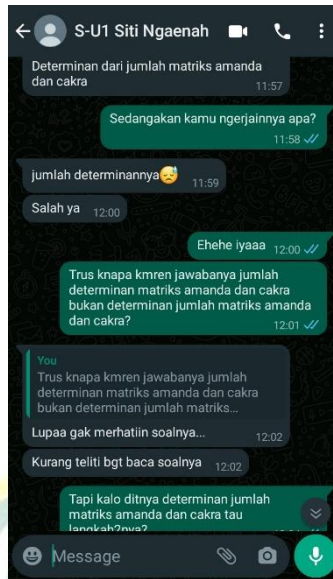 S-U1 Siti Ngaenah
Determinan dari jumlah matriks amanda
dan cakra
11:57
Sedangakan kamu ngerjainnya apa?
11:58
jumlah determinannya😓 11:59
Salah ya 12:00
Ehehe iyaaa 12:00
Trus knapa kmren jawabanya jumlah
determinan matriks amanda dan cakra
bukan determinan jumlah matriks amanda
dan cakra?
12:01
You
Trus knapa kmren jawabanya jumlah
determinan matriks amanda dan cakra
bukan determinan jumlah matriks...
Lupaa gak merhatiin soalnya...
12:02
Kurang teliti bgt baca soalnya 12:02
Tapi kalo ditnya determinan jumlah
matriks amanda dan cakra tau
langkah2nya?
Message